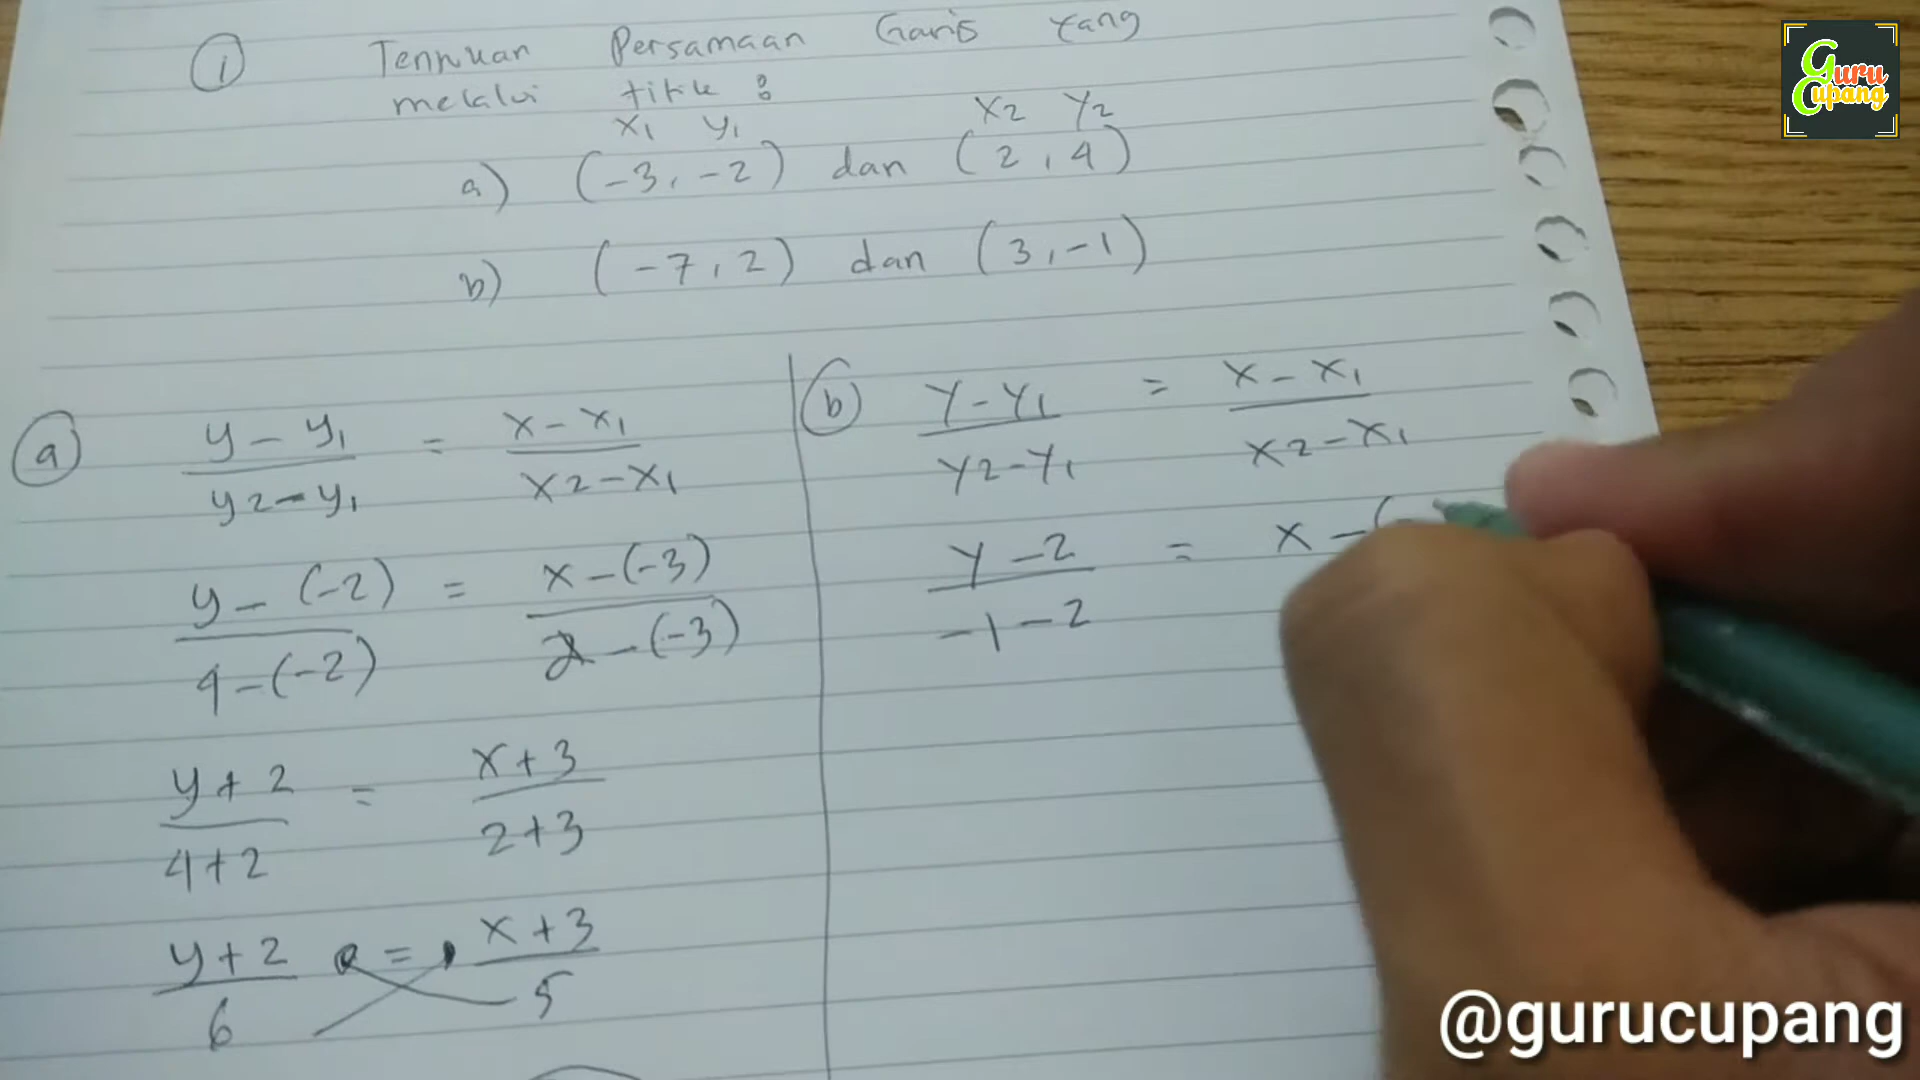 Guru
Cupang
1 Tentukan Persamaan Garis Yang
melalui titik :
x1 y1 x2 y2
a) (-3, -2) dan (2, 4)
b) (-7, 2) dan (3, -1)
a
y - y1 / y2 - y1 = x - x1 / x2 - x1
y - (-2) / 4 - (-2) = x - (-3) / 2 - (-3)
y + 2 / 4 + 2 = x + 3 / 2 + 3
y + 2 / 6 = x + 3 / 5
b
y - y1 / y2 - y1 = x - x1 / x2 - x1
y - 2 / -1 - 2 = x - (
@gurucupang